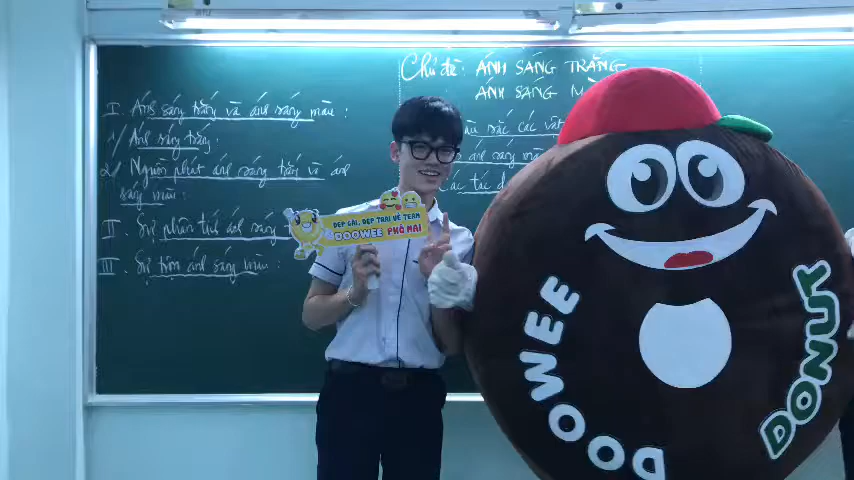 Chủ đề: ÁNH SÁNG TRẮNG
ÁNH SÁNG M
I. Ánh sáng trắng và ánh sáng màu:
1/ Ánh sáng trắng
2/ Nguồn phát ánh sáng trắng và ánh
sáng màu:
II. Sự phân tích ánh sáng
III. Sự trộn ánh sáng màu:
màu sắc các vật
ánh sáng màu
các tác
ĐẸP GÁI, ĐẸP TRAI VỀ TEAM
DOOWEE PHÔ MAI
DOOWEE
DONUT